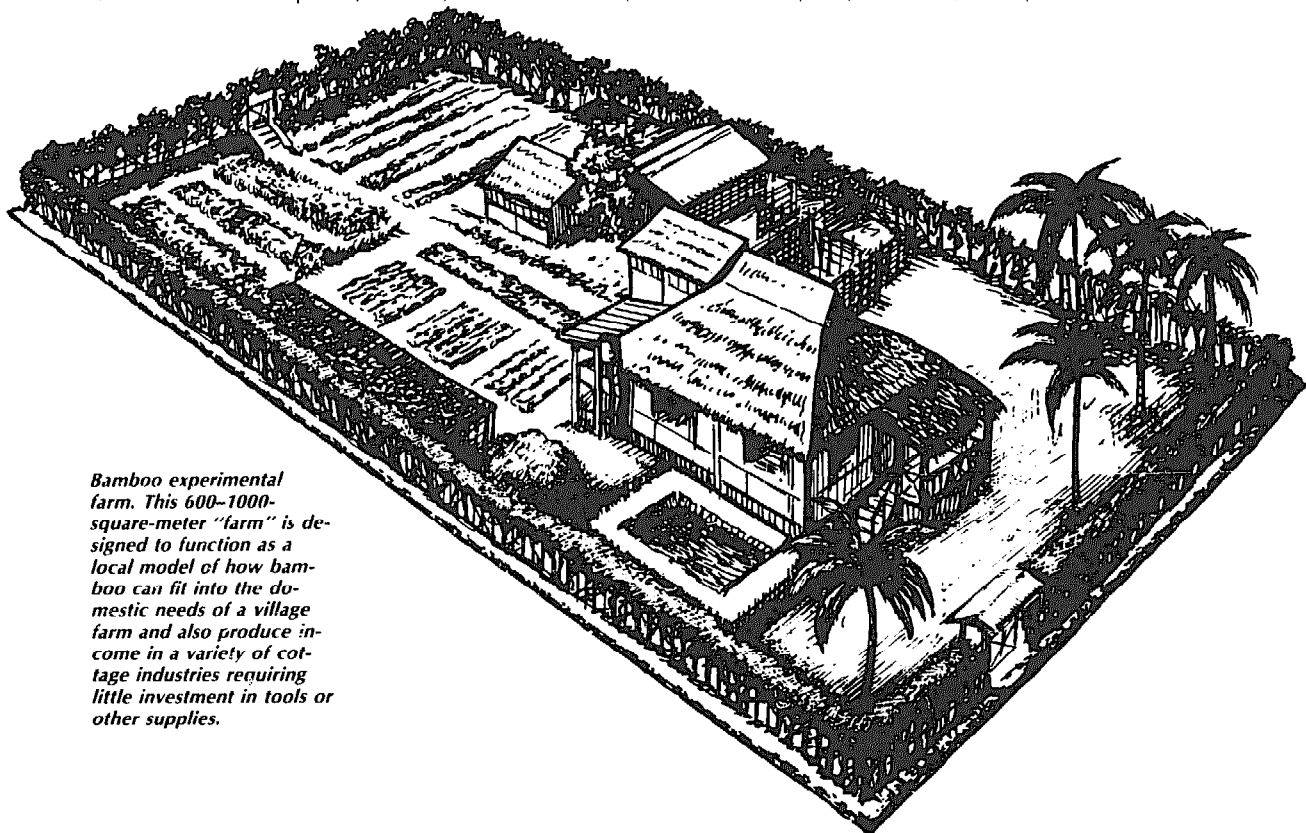 Bamboo experimental
farm. This 600–1000-
square-meter "farm" is de-
signed to function as a
local model of how bam-
boo can fit into the do-
mestic needs of a village
farm and also produce in-
come in a variety of cot-
tage industries requiring
little investment in tools or
other supplies.